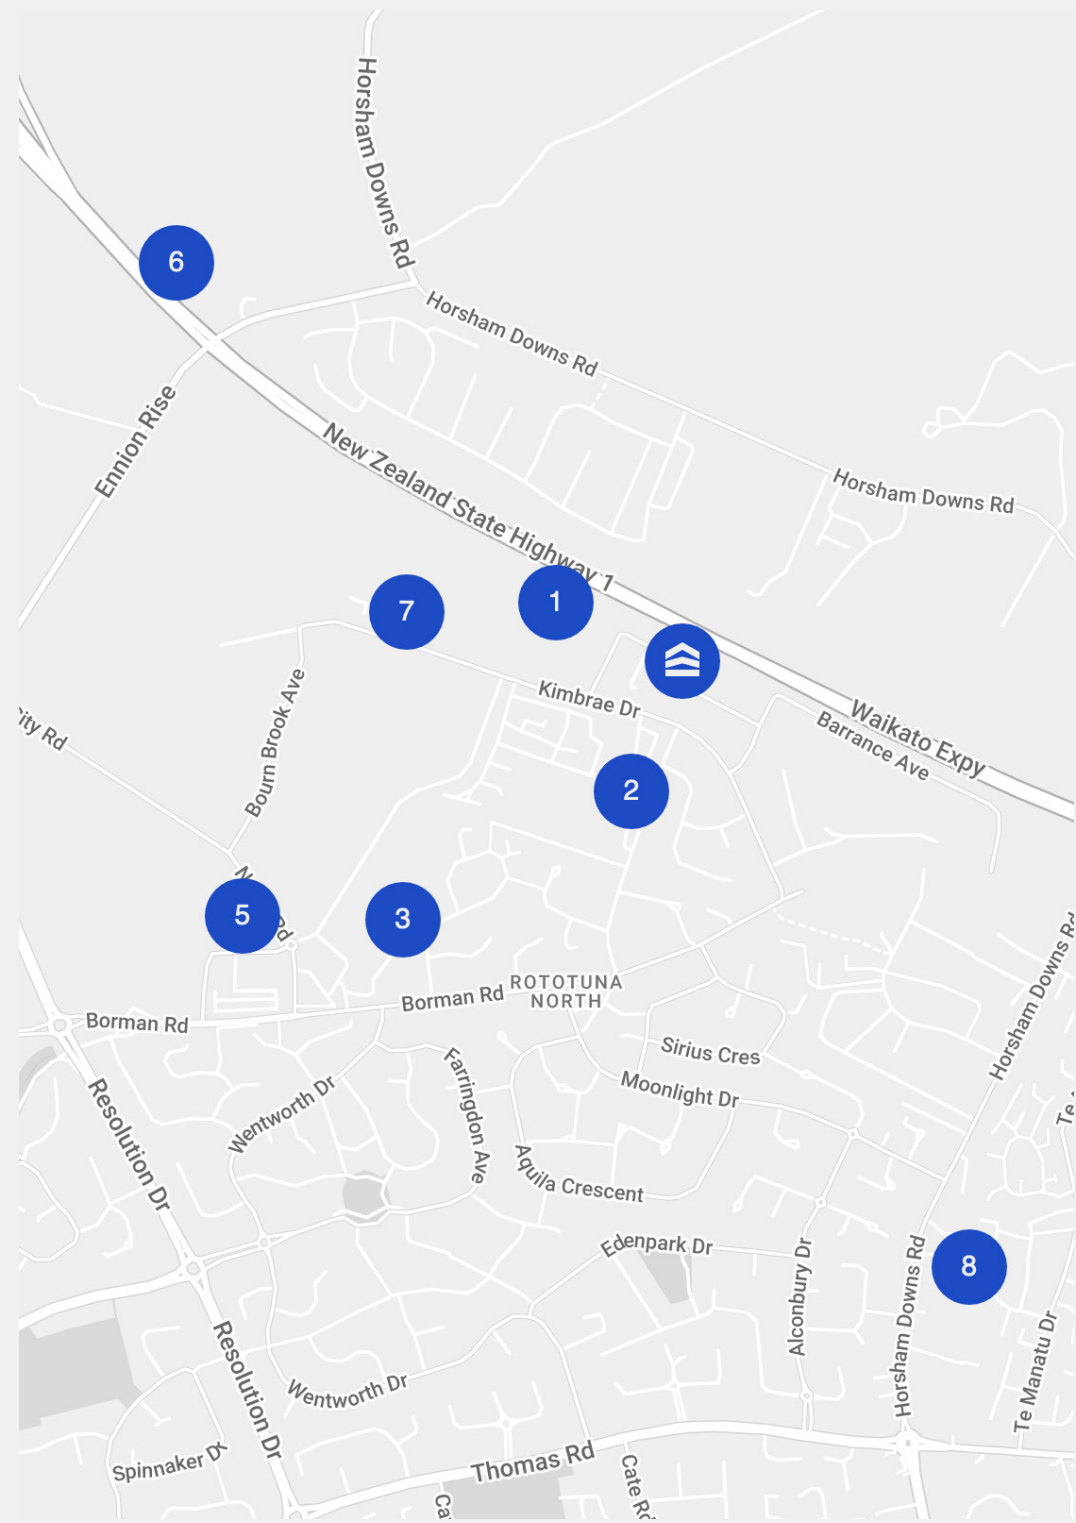 Horsham Downs Rd
6
Horsham Downs Rd
Ennion Rise
New Zealand State Highway 1
Horsham Downs Rd
7
1
Kimbrae Dr
Bourn Brook Ave
Waikato Expy
Barrance Ave
ity Rd
2
5
3
ROTOTUNA
NORTH
Borman Rd
Borman Rd
Horsham Downs Rd
Sirius Cres
Moonlight Dr
Farringdon Ave
Wentworth Dr
Resolution Dr
Aquila Crescent
Edenpark Dr
Alconbury Dr
Horsham Downs Rd
8
Te Manatu Dr
Resolution Dr
Wentworth Dr
Spinnaker Dr
Thomas Rd
Cate Rd